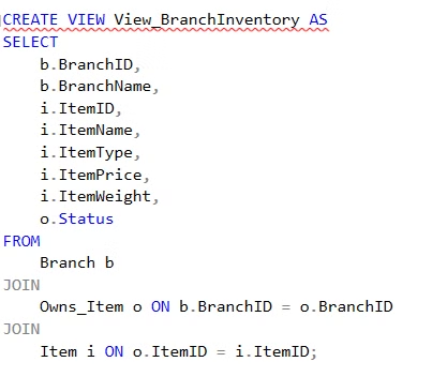 CREATE VIEW View_BranchInventory AS
SELECT
    b.BranchID,
    b.BranchName,
    i.ItemID,
    i.ItemName,
    i.ItemType,
    i.ItemPrice,
    i.ItemWeight,
    o.Status
FROM
    Branch b
JOIN
    Owns_Item o ON b.BranchID = o.BranchID
JOIN
    Item i ON o.ItemID = i.ItemID;